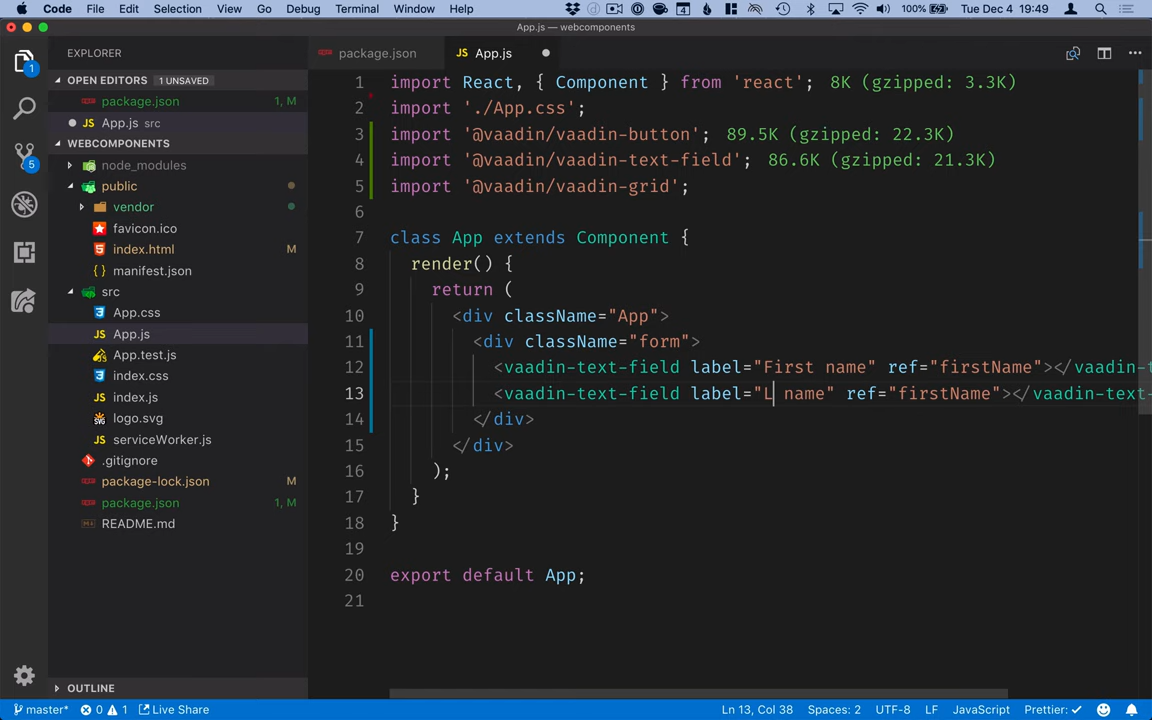 Code File Edit Selection View Go Debug Terminal Window Help 4 100% Tue Dec 4 19:49
App.js — webcomponents
EXPLORER
package.json
JS App.js
OPEN EDITORS 1 UNSAVED
package.json 1, M
JS App.js src
WEBCOMPONENTS
node_modules
public
vendor
favicon.ico
index.html M
{} manifest.json
src
App.css
JS App.js
App.test.js
index.css
JS index.js
logo.svg
JS serviceWorker.js
.gitignore
package-lock.json M
package.json 1, M
README.md
OUTLINE
1
5
1 import React, { Component } from 'react'; 8K (gzipped: 3.3K)
2 import './App.css';
3 import '@vaadin/vaadin-button'; 89.5K (gzipped: 22.3K)
4 import '@vaadin/vaadin-text-field'; 86.6K (gzipped: 21.3K)
5 import '@vaadin/vaadin-grid';
6
7 class App extends Component {
8 render() {
9 return (
10 <div className="App">
11 <div className="form">
12 <vaadin-text-field label="First name" ref="firstName"></vaadin-t
13 <vaadin-text-field label="L name" ref="firstName"></vaadin-text-
14 </div>
15 </div>
16 );
17 }
18 }
19
20 export default App;
21
master* 0 1 Live Share Ln 13, Col 38 Spaces: 2 UTF-8 LF JavaScript Prettier: ✓